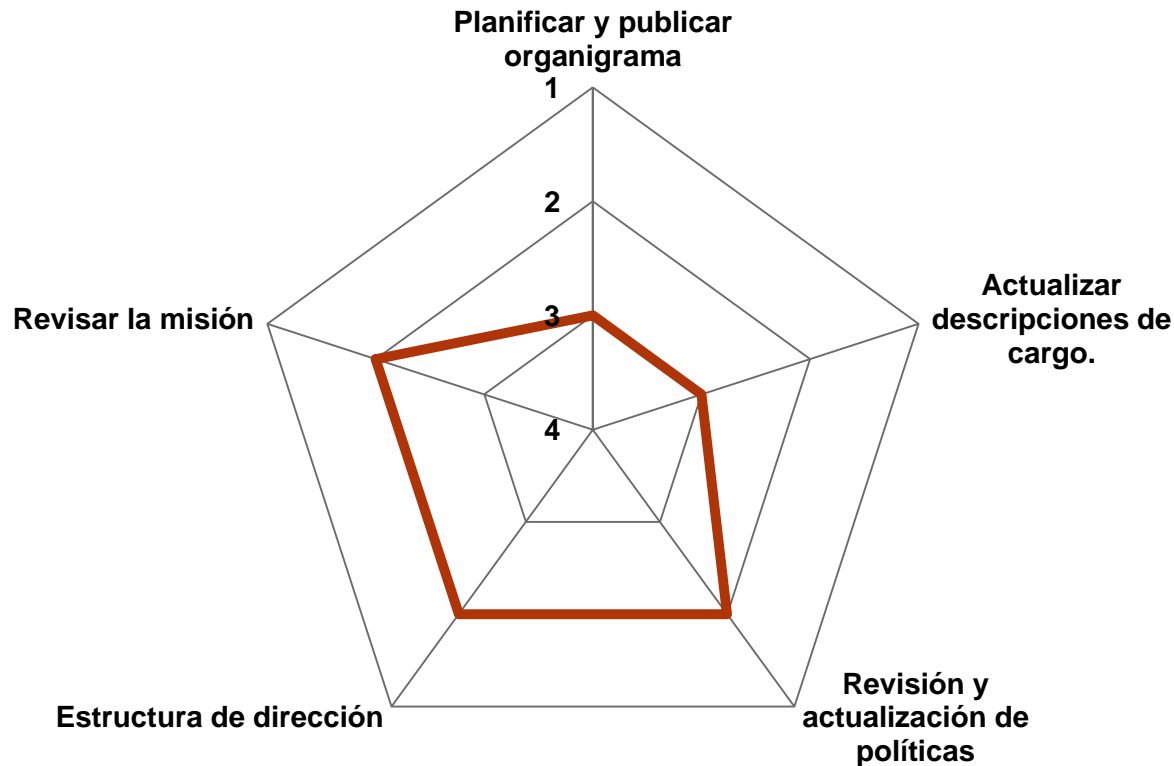 Planificar y publicar
organigrama
1
2
3
4
Actualizar
descripciones de
cargo.
Revisar la misión
Estructura de dirección
Revisión y
actualización de
políticas